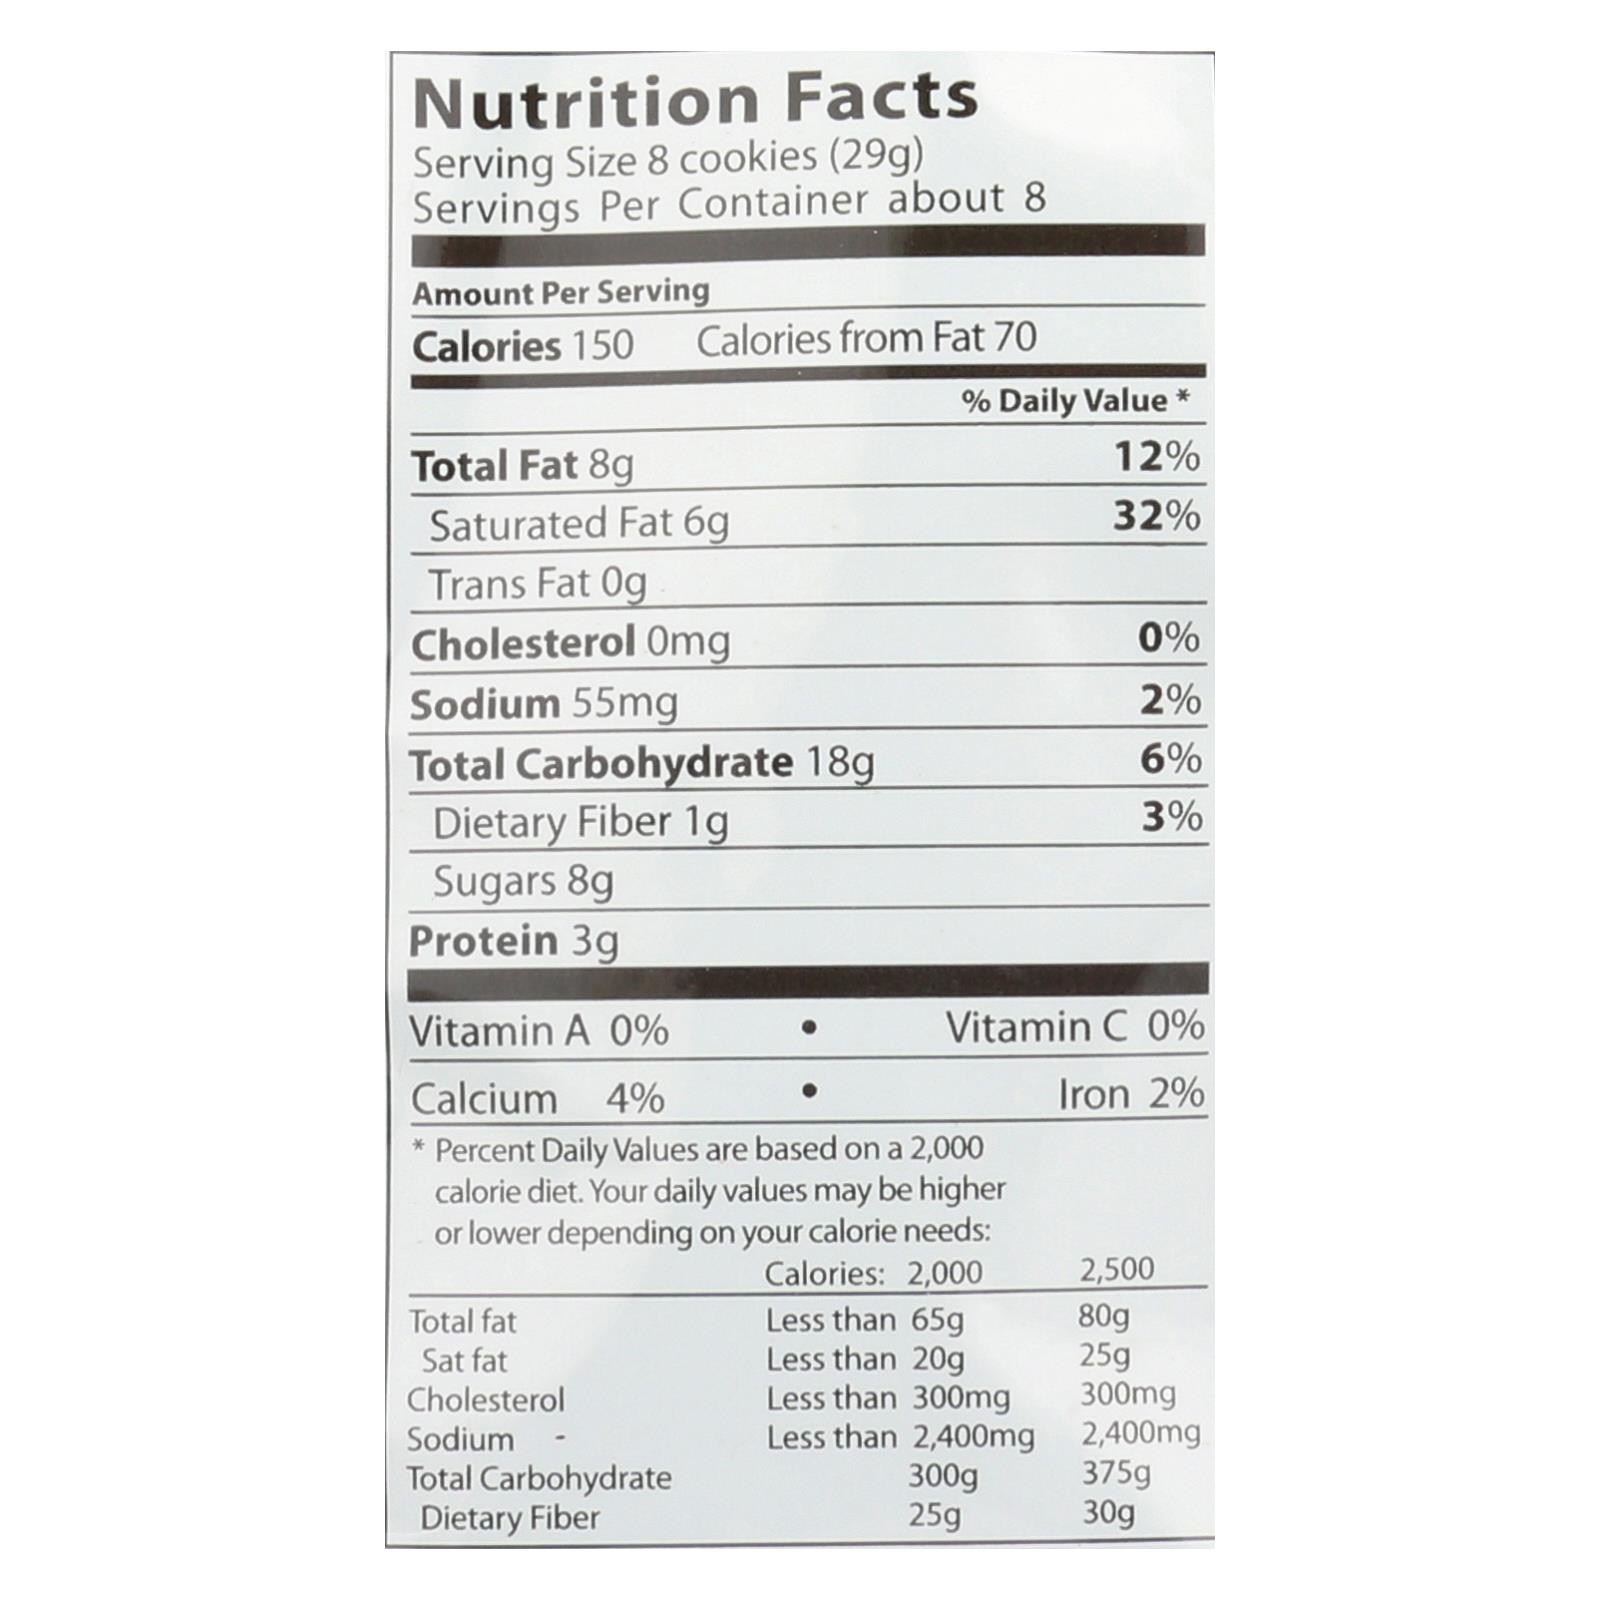 Nutrition Facts
Serving Size 8 cookies (29g)
Servings Per Container about 8
Amount Per Serving
Calories 150 Calories from Fat 70
% Daily Value *
Total Fat 8g 12%
Saturated Fat 6g 32%
Trans Fat 0g
Cholesterol 0mg 0%
Sodium 55mg 2%
Total Carbohydrate 18g 6%
Dietary Fiber 1g 3%
Sugars 8g
Protein 3g
Vitamin A 0% • Vitamin C 0%
Calcium 4% • Iron 2%
* Percent Daily Values are based on a 2,000
calorie diet. Your daily values may be higher
or lower depending on your calorie needs:
Calories: 2,000 2,500
Total fat Less than 65g 80g
Sat fat Less than 20g 25g
Cholesterol Less than 300mg 300mg
Sodium - Less than 2,400mg 2,400mg
Total Carbohydrate 300g 375g
Dietary Fiber 25g 30g